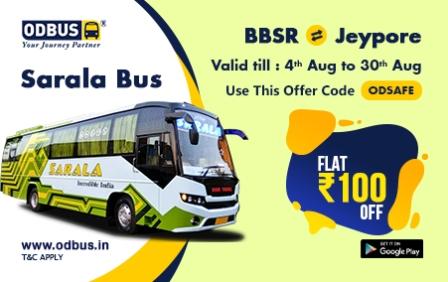 ODBUS®
Your Journey Partner
Sarala Bus
BBSR ⇄ Jeypore
Valid till : 4th Aug to 30th Aug
Use This Offer Code ODSAFE
SARALA
SARALA
Incredible India
FLAT
₹100
OFF
www.odbus.in
T&C APPLY
GET IT ON
Google Play